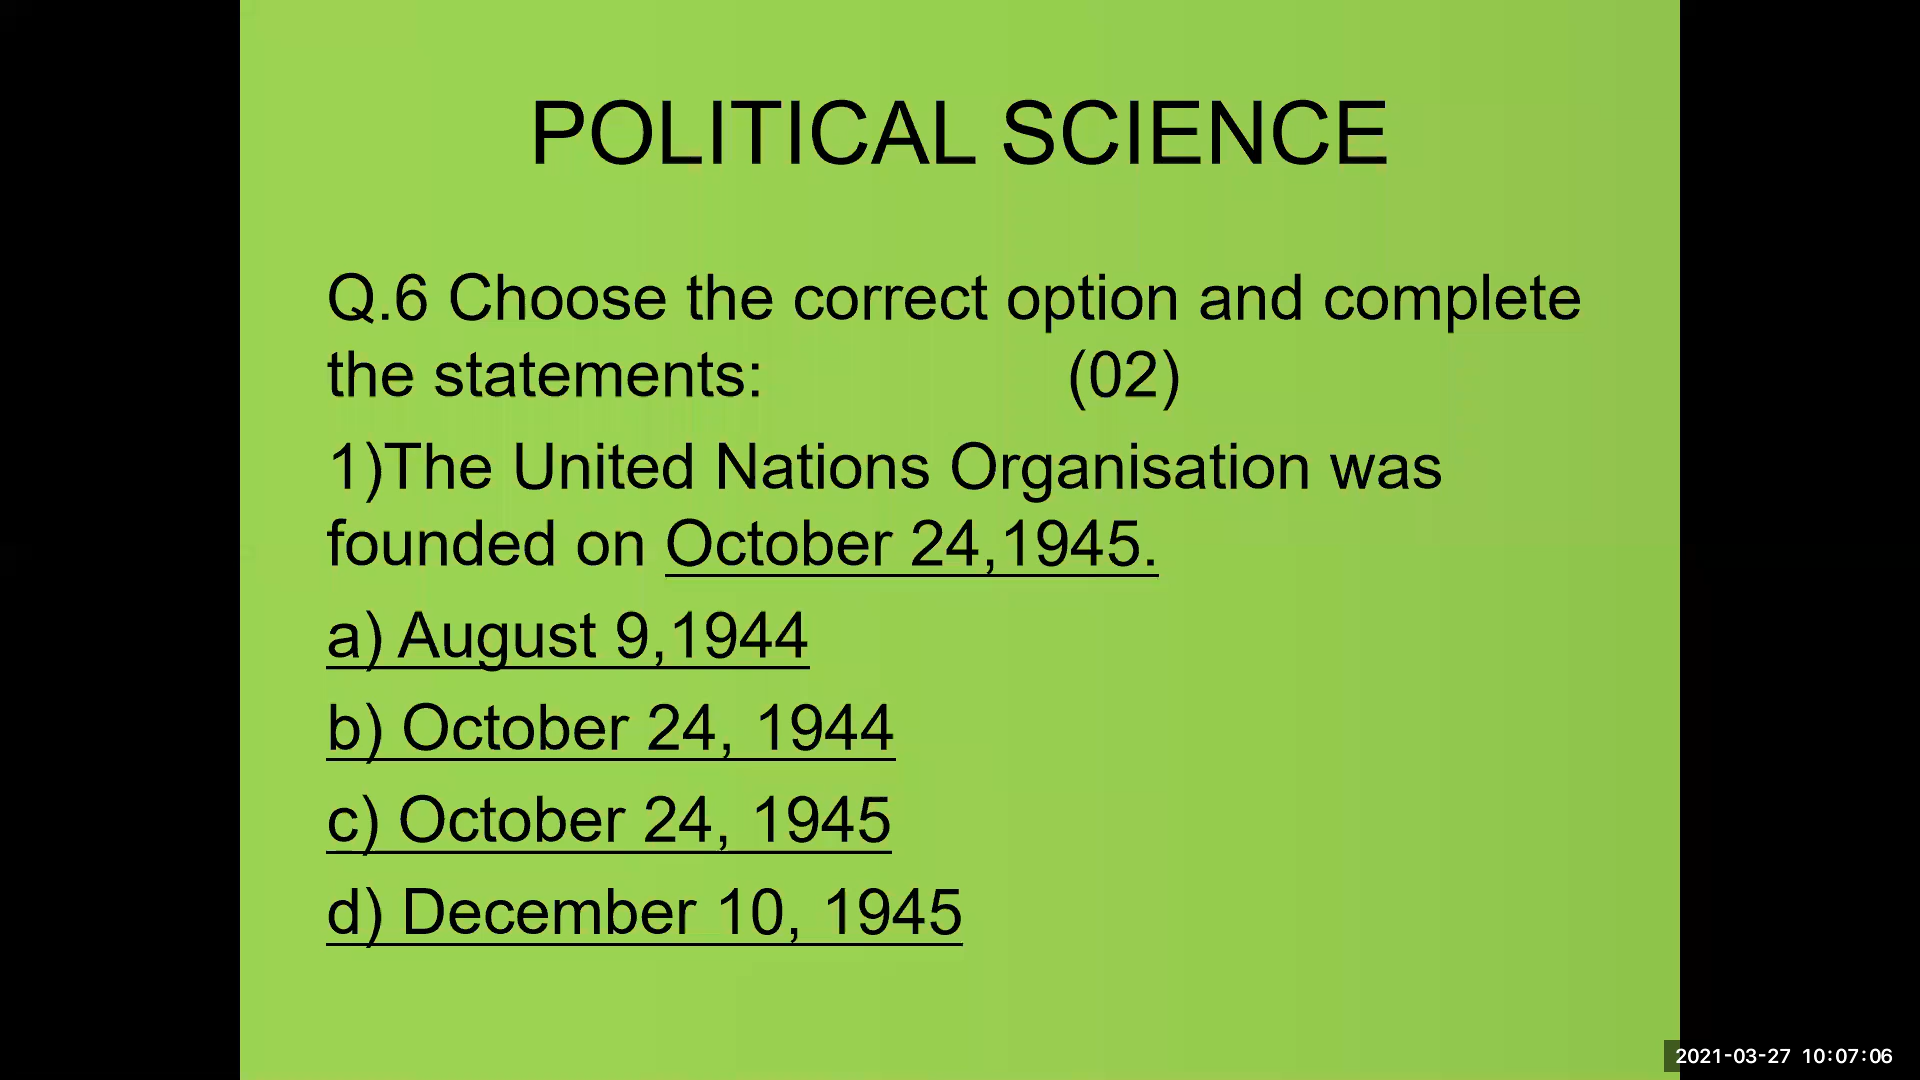 POLITICAL SCIENCE
Q.6 Choose the correct option and complete
the statements: (02)
1)The United Nations Organisation was
founded on October 24,1945.
a) August 9,1944
b) October 24, 1944
c) October 24, 1945
d) December 10, 1945
2021-03-27 10:07:06